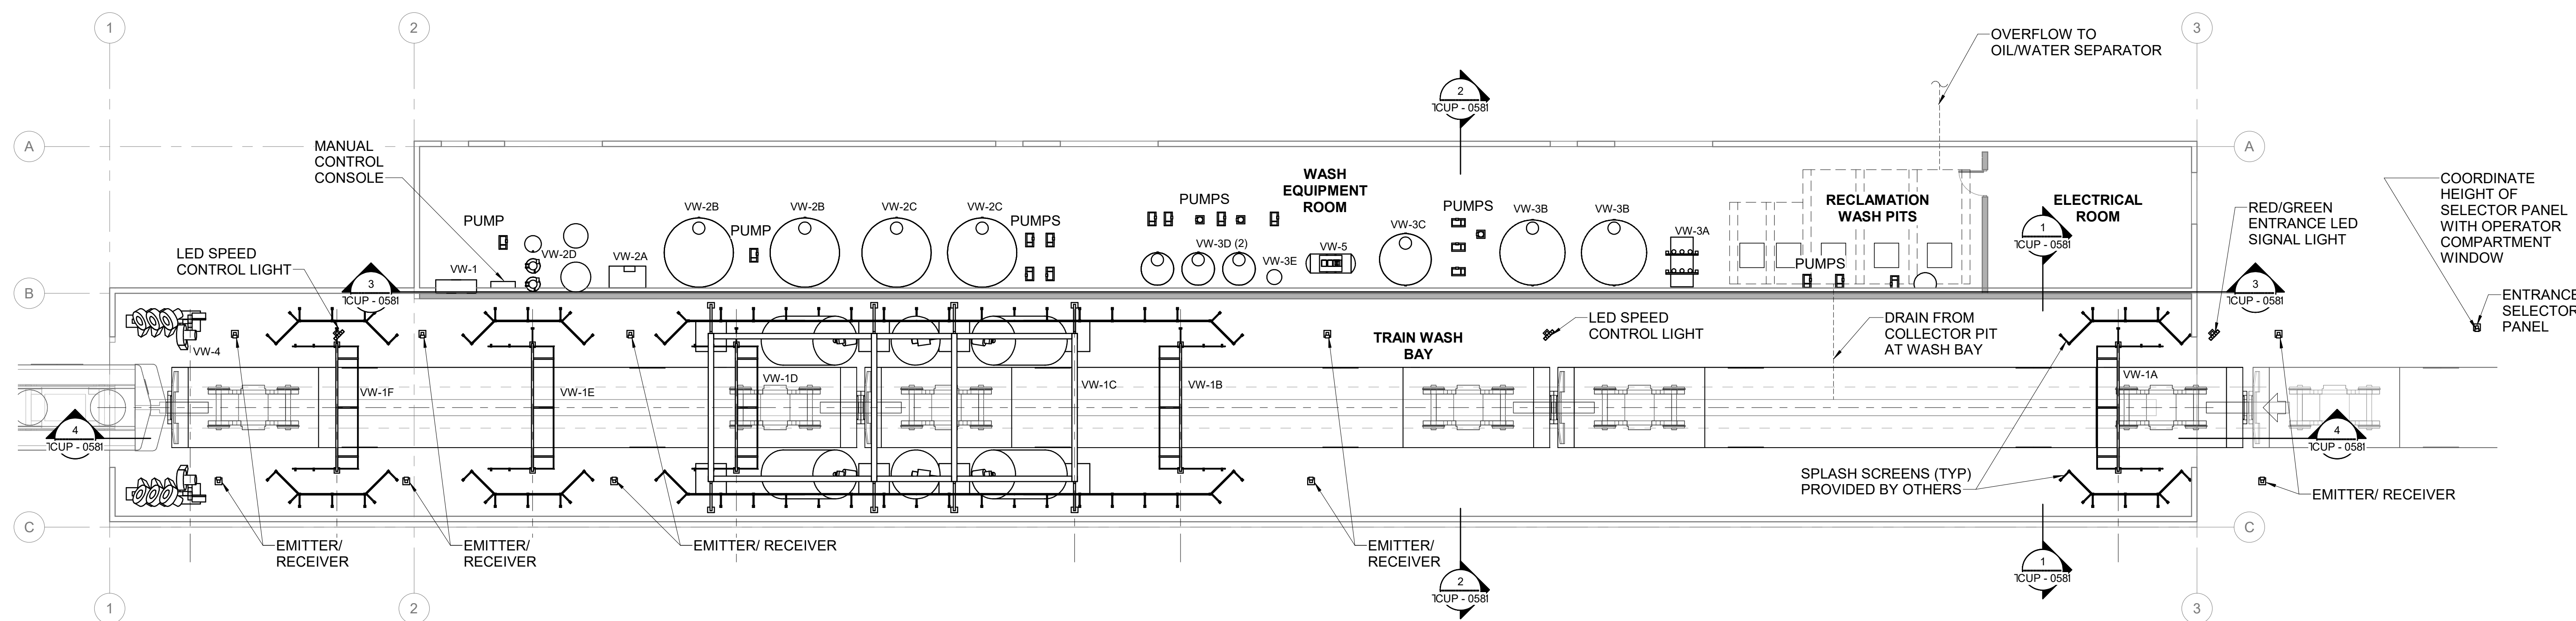 1
2
3
OVERFLOW TO
OIL/WATER SEPARATOR
2
1CUP - 0581
A
A
MANUAL
CONTROL
CONSOLE
WASH
EQUIPMENT
ROOM
COORDINATE
HEIGHT OF
SELECTOR PANEL
WITH OPERATOR
COMPARTMENT
WINDOW
RECLAMATION
WASH PITS
ELECTRICAL
ROOM
RED/GREEN
ENTRANCE LED
SIGNAL LIGHT
PUMP
VW-2B
PUMP
VW-2B
VW-2C
VW-2C
PUMPS
PUMPS
VW-3C
PUMPS
VW-3B
VW-3B
VW-3A
1
1CUP - 0581
LED SPEED
CONTROL LIGHT
VW-1
VW-2D
VW-2A
VW-3D (2)
VW-3E
VW-5
PUMPS
3
1CUP - 0581
3
1CUP - 0581
B
B
ENTRANCE
SELECTOR
PANEL
VW-4
LED SPEED
CONTROL LIGHT
TRAIN WASH
BAY
DRAIN FROM
COLLECTOR PIT
AT WASH BAY
VW-1F
VW-1E
VW-1D
VW-1C
VW-1B
VW-1A
4
1CUP - 0581
4
1CUP - 0581
SPLASH SCREENS (TYP)
PROVIDED BY OTHERS
EMITTER/ RECEIVER
C
C
EMITTER/
RECEIVER
EMITTER/
RECEIVER
EMITTER/ RECEIVER
EMITTER/
RECEIVER
2
1CUP - 0581
1
1CUP - 0581
1
2
3